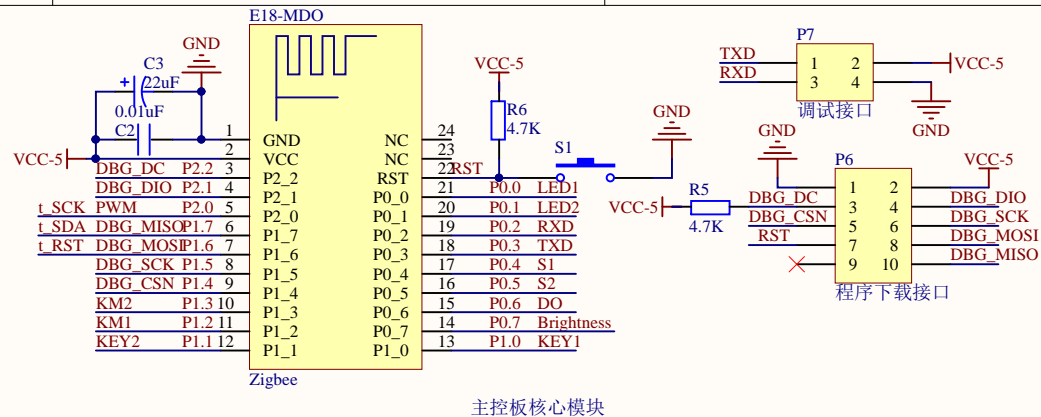 E18-MDO
GND
C3
22uF
0.01uF
C2
VCC-5
1 GND NC 24
2 VCC NC 23
DBG_DC P2.2 3 P2_2 RST 22 RST
DBG_DIO P2.1 4 P2_1 P0_0 21 P0.0 LED1
t_SCK PWM P2.0 5 P2_0 P0_1 20 P0.1 LED2
t_SDA DBG_MISO P1.7 6 P1_7 P0_2 19 P0.2 RXD
t_RST DBG_MOSI P1.6 7 P1_6 P0_3 18 P0.3 TXD
DBG_SCK P1.5 8 P1_5 P0_4 17 P0.4 S1
DBG_CSN P1.4 9 P1_4 P0_5 16 P0.5 S2
KM2 P1.3 10 P1_3 P0_6 15 P0.6 DO
KM1 P1.2 11 P1_2 P0_7 14 P0.7 Brightness
KEY2 P1.1 12 P1_1 P1_0 13 P1.0 KEY1
Zigbee
VCC-5
R6
4.7K
S1
GND
P7
TXD 1 2 VCC-5
RXD 3 4
GND
调试接口
GND
P6
VCC-5
1 2
VCC-5 R5 4.7K DBG_DC 3 4 DBG_DIO
DBG_CSN 5 6 DBG_SCK
RST 7 8 DBG_MOSI
9 10 DBG_MISO
程序下载接口
主控板核心模块